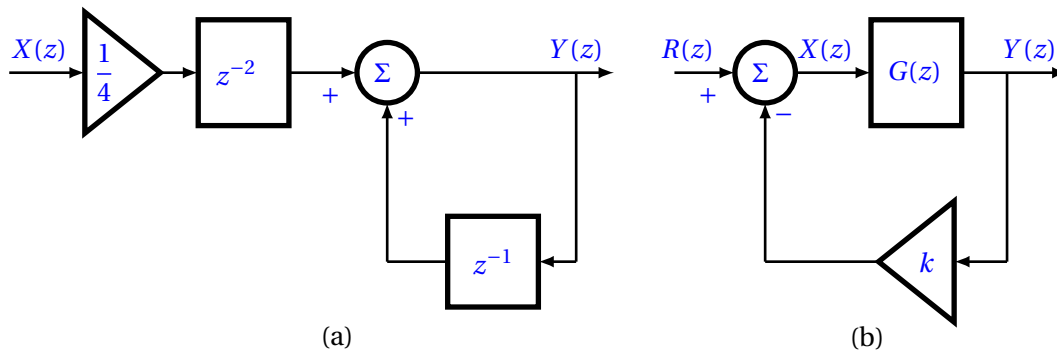 X(z)
1/4
z⁻²
+
Σ
+
Y(z)
z⁻¹
(a)
R(z)
+
Σ
−
X(z)
G(z)
Y(z)
k
(b)